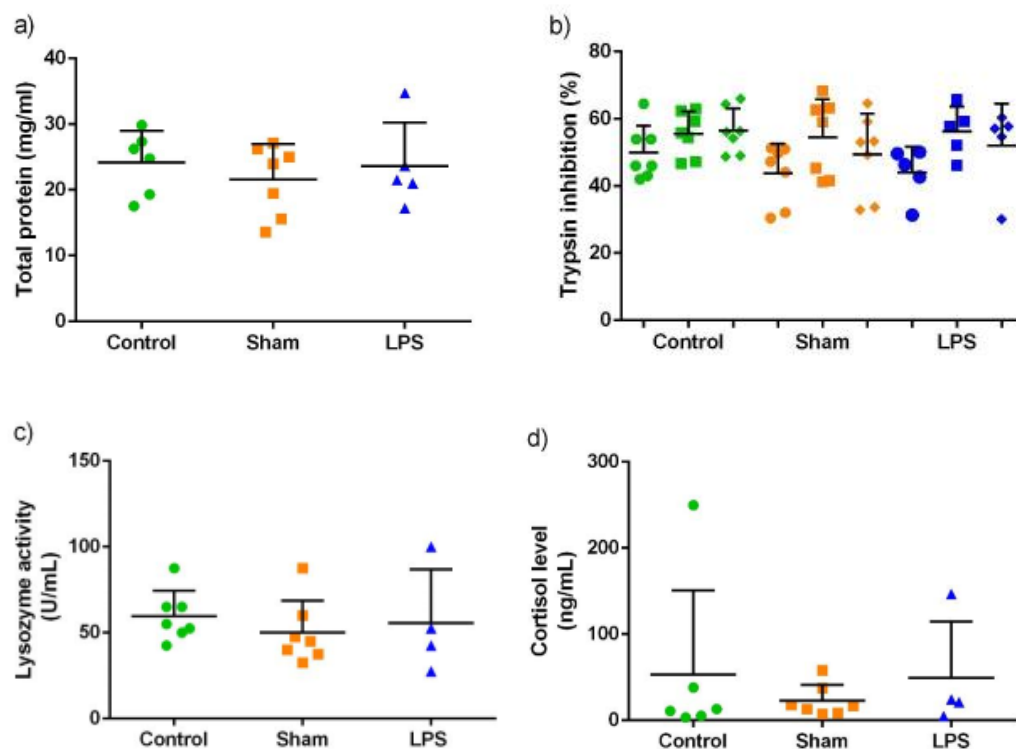 a)
Total protein (mg/ml)
40
30
20
10
0
Control Sham LPS
b)
Trypsin inhibition (%)
80
60
40
20
0
Control Sham LPS
c)
Lysozyme activity
(U/mL)
150
100
50
0
Control Sham LPS
d)
Cortisol level
(ng/mL)
300
200
100
0
Control Sham LPS